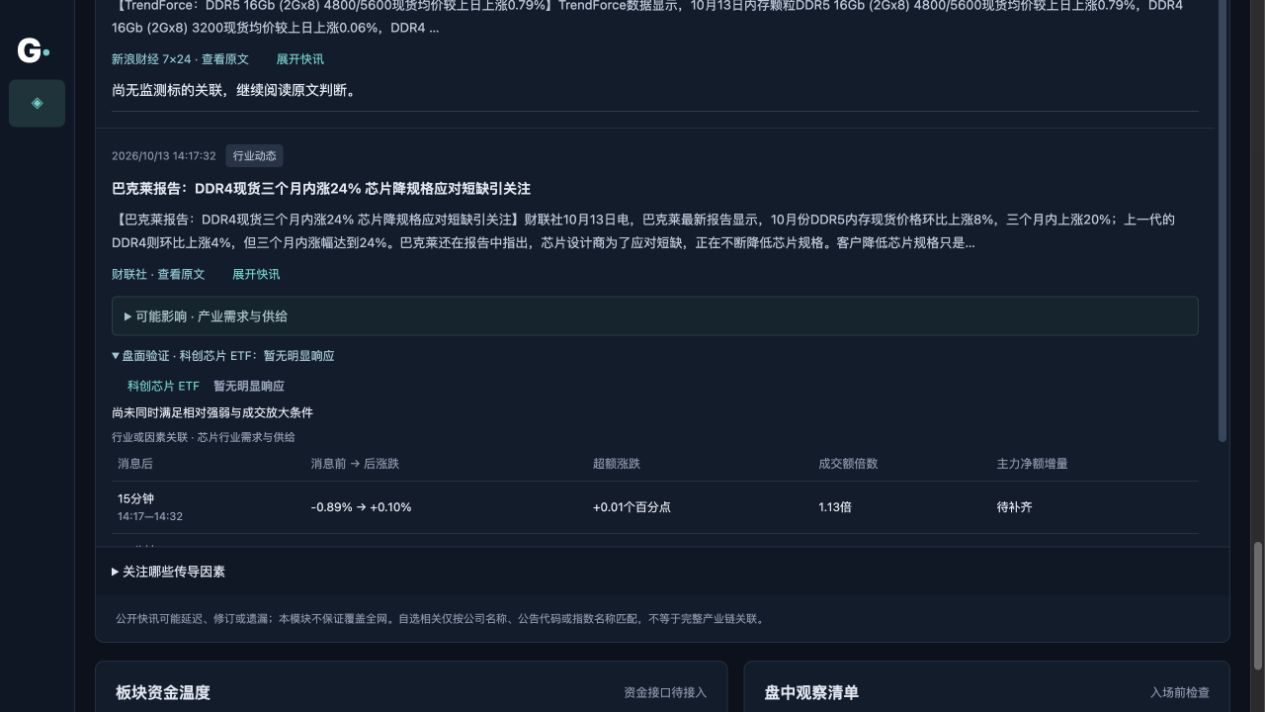 【TrendForce：DDR5 16Gb (2Gx8) 4800/5600现货均价较上日上涨0.79%】TrendForce数据显示，10月13日内存颗粒DDR5 16Gb (2Gx8) 4800/5600现货均价较上日上涨0.79%，DDR4
16Gb (2Gx8) 3200现货均价较上日上涨0.06%，DDR4 ...
G
新浪财经 7×24 · 查看原文 展开快讯
尚无监测标的关联，继续阅读原文判断。
2026/10/13 14:17:32 行业动态
巴克莱报告：DDR4现货三个月内涨24% 芯片降规格应对短缺引关注
【巴克莱报告：DDR4现货三个月内涨24% 芯片降规格应对短缺引关注】财联社10月13日电，巴克莱最新报告显示，10月份DDR5内存现货价格环比上涨8%，三个月内上涨20%；上一代的
DDR4则环比上涨4%，但三个月内涨幅达到24%。巴克莱还在报告中指出，芯片设计商为了应对短缺，正在不断降低芯片规格。客户降低芯片规格只是...
财联社 · 查看原文 展开快讯
▶ 可能影响 · 产业需求与供给
▼ 盘面验证 · 科创芯片 ETF：暂无明显响应
科创芯片 ETF 暂无明显响应
尚未同时满足相对强弱与成交放大条件
行业或因素关联 · 芯片行业需求与供给
消息后 消息前 → 后涨跌 超额涨跌 成交额倍数 主力净额增量
15分钟 -0.89% → +0.10% +0.01个百分点 1.13倍 待补齐
14:17—14:32
▶ 关注哪些传导因素
公开快讯可能延迟、修订或遗漏；本模块不保证覆盖全网。自选相关仅按公司名称、公告代码或指数名称匹配，不等于完整产业链关联。
板块资金温度 资金接口待接入 盘中观察清单 入场前检查